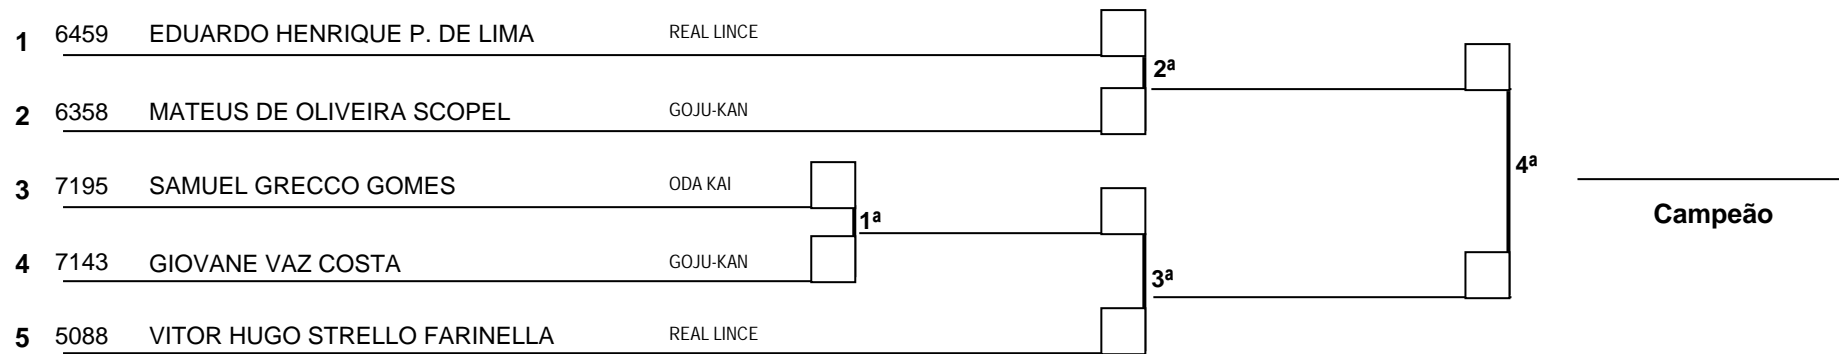 1 6459 EDUARDO HENRIQUE P. DE LIMA REAL LINCE
2ª
2 6358 MATEUS DE OLIVEIRA SCOPEL GOJU-KAN
4ª
3 7195 SAMUEL GRECCO GOMES ODA KAI
1ª
Campeão
4 7143 GIOVANE VAZ COSTA GOJU-KAN
3ª
5 5088 VITOR HUGO STRELLO FARINELLA REAL LINCE